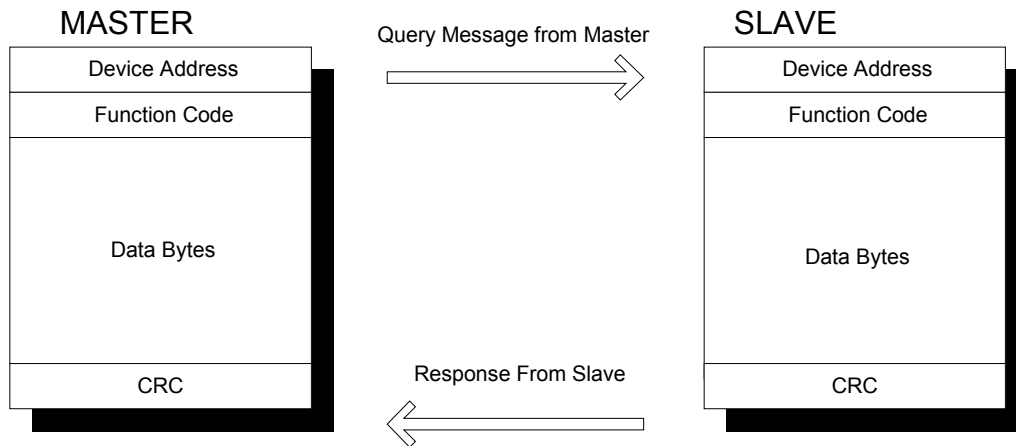 MASTER
Device Address
Function Code
Data Bytes
CRC
Query Message from Master
Response From Slave
SLAVE
Device Address
Function Code
Data Bytes
CRC